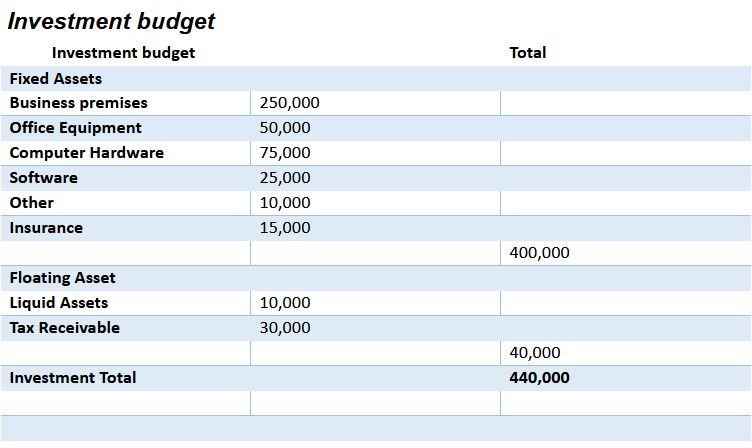 Investment budget
Investment budget Total
Fixed Assets
Business premises 250,000
Office Equipment 50,000
Computer Hardware 75,000
Software 25,000
Other 10,000
Insurance 15,000
400,000
Floating Asset
Liquid Assets 10,000
Tax Receivable 30,000
40,000
Investment Total 440,000